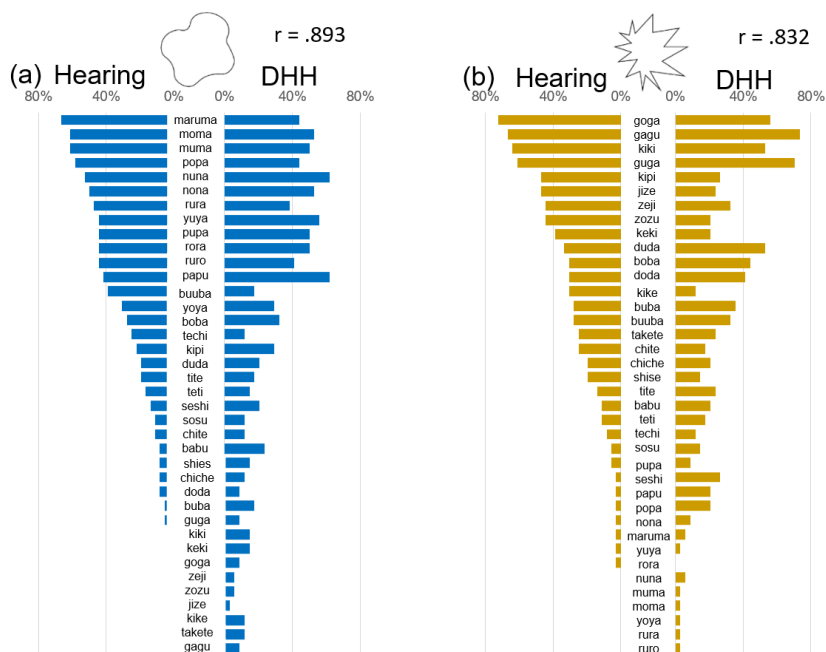 r = .893
(a) Hearing DHH
80% 40% 0% 0% 40% 80%
maruma
moma
muma
popa
nuna
nona
rura
yuya
pupa
rora
ruro
papu
buuba
yoya
boba
techi
kipi
duda
tite
teti
seshi
sosu
chite
babu
shies
chiche
doda
buba
guga
kiki
keki
goga
zeji
zozu
jize
kike
takete
gagu
r = .832
(b) Hearing DHH
80% 40% 0% 0% 40% 80%
goga
gagu
kiki
guga
kipi
jize
zeji
zozu
keki
duda
boba
doda
kike
buba
buuba
takete
chite
chiche
shise
tite
babu
teti
techi
sosu
pupa
seshi
papu
popa
nona
maruma
yuya
rora
nuna
muma
moma
yoya
rura
ruro